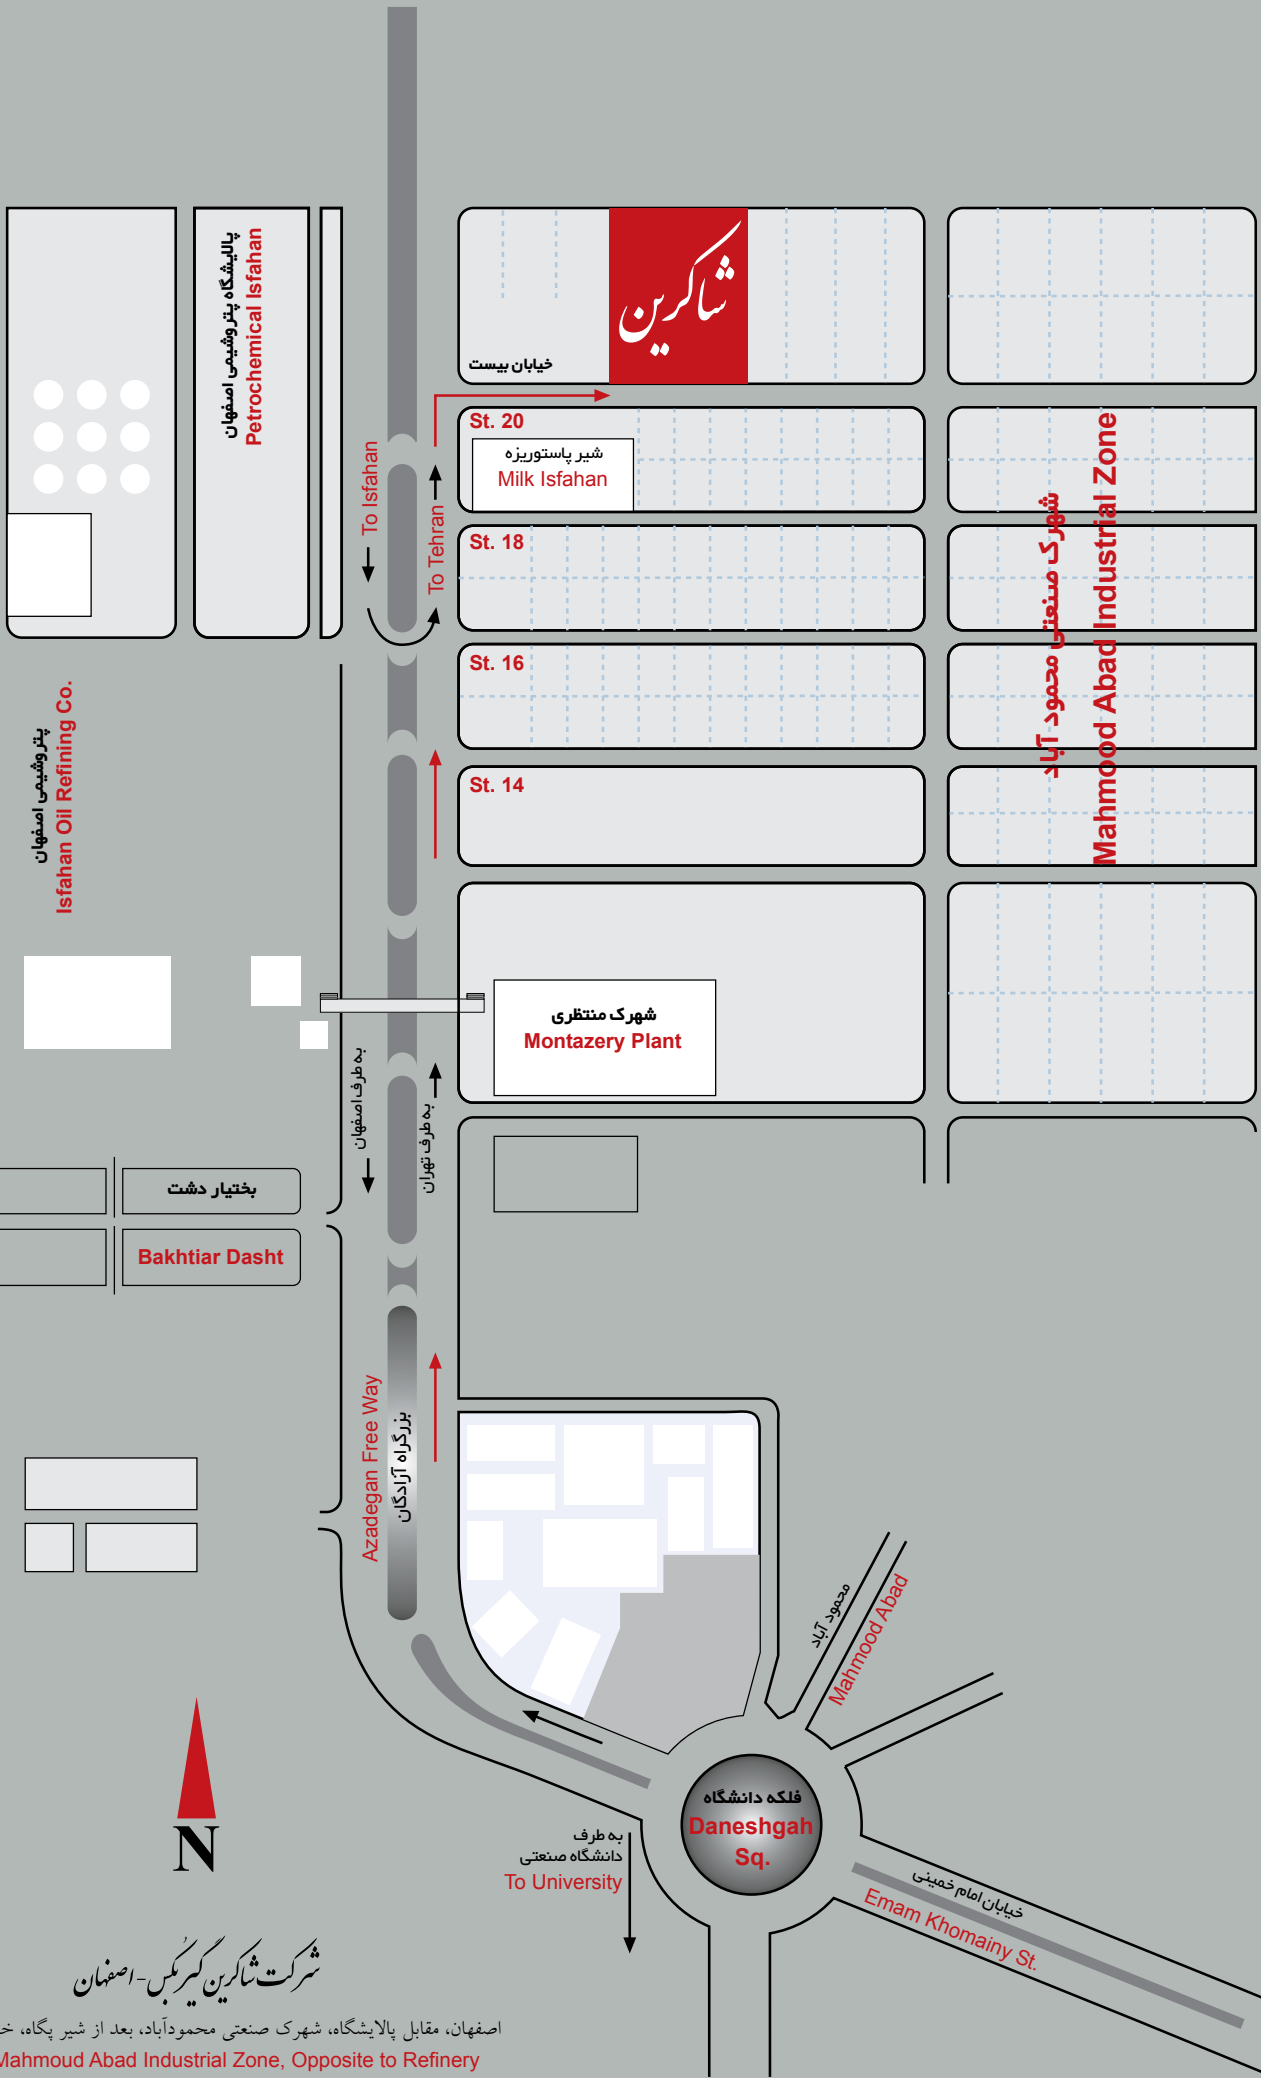 شاکرین
خیابان بیست
پالایشگاه پتروشیمی اصفهان
Petrochemical Isfahan
St. 20
شیر پاستوریزه
Milk Isfahan
To Isfahan
To Tehran
St. 18
St. 16
St. 14
شهرک صنعتی محمود آباد
Mahmood Abad Industrial Zone
پتروشیمی اصفهان
Isfahan Oil Refining Co.
شهرک منتظری
Montazery Plant
به طرف اصفهان
به طرف تهران
بختیار دشت
Bakhtiar Dasht
Azadegan Free Way
بزرگراه آزادگان
محمود آباد
Mahmood Abad
فلکه دانشگاه
Daneshgah
Sq.
به طرف
دانشگاه صنعتی
To University
خیابان امام خمینی
Emam Khomainy St.
N
شرکت شاکرین گیربکس - اصفهان
اصفهان، مقابل پالایشگاه، شهرک صنعتی محمودآباد، بعد از شیر پگاه،
Mahmoud Abad Industrial Zone, Opposite to Refinery